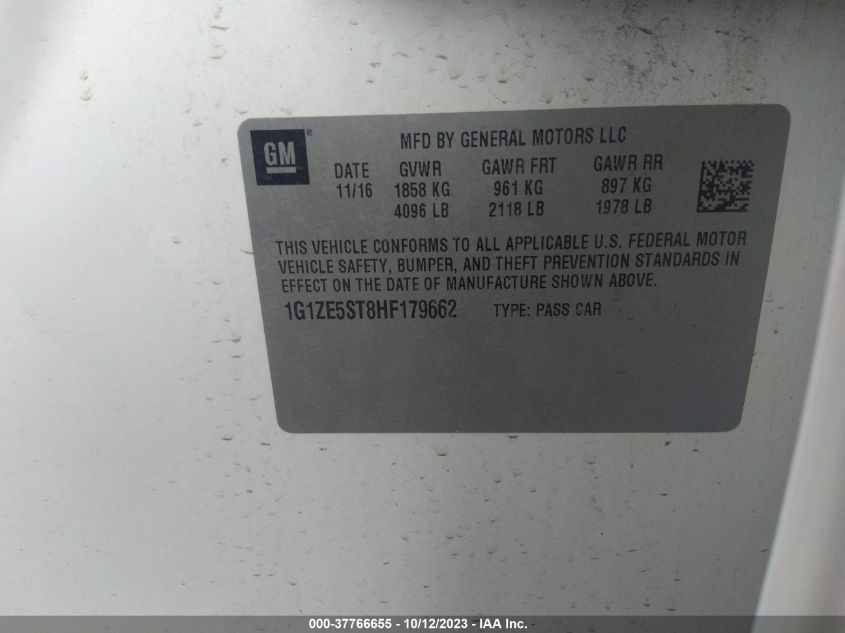 GM®
MFD BY GENERAL MOTORS LLC
DATE GVWR GAWR FRT GAWR RR
11/16 1858 KG 961 KG 897 KG
4096 LB 2118 LB 1978 LB
THIS VEHICLE CONFORMS TO ALL APPLICABLE U.S. FEDERAL MOTOR
VEHICLE SAFETY, BUMPER, AND THEFT PREVENTION STANDARDS IN
EFFECT ON THE DATE OF MANUFACTURE SHOWN ABOVE.
1G1ZE5ST8HF179662 TYPE: PASS CAR
000-37766655 - 10/12/2023 - IAA Inc.